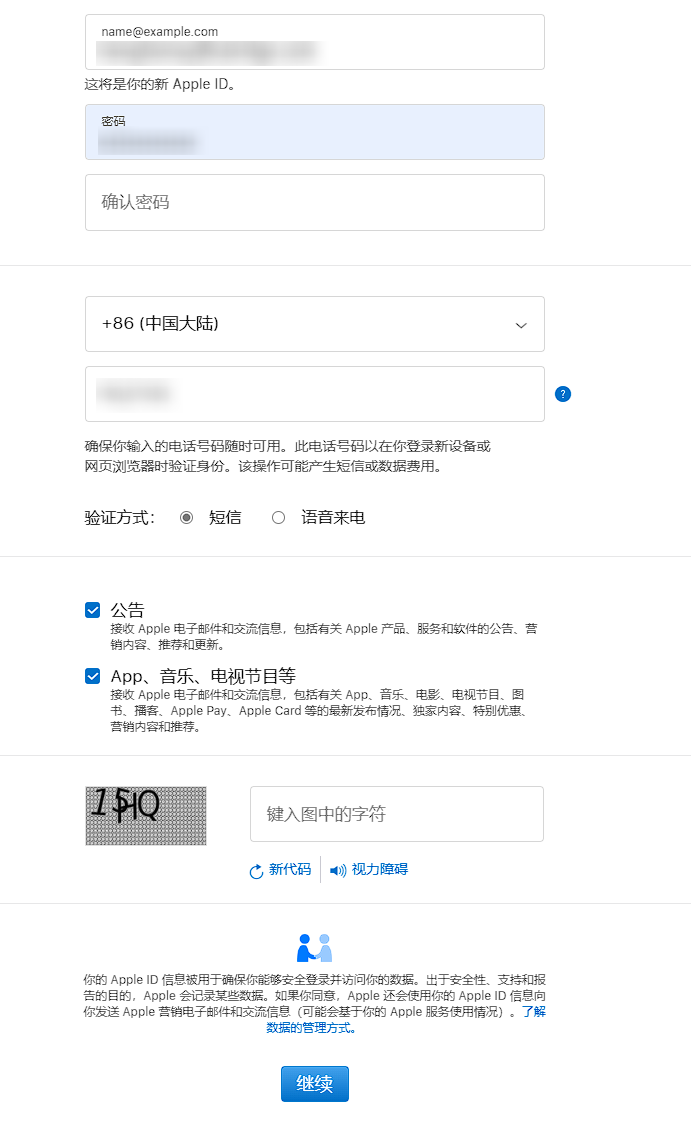 name@example.com
这将是你的新 Apple ID。
密码
确认密码
+86 (中国大陆)
?
确保你输入的电话号码随时可用。此电话号码以在你登录新设备或
网页浏览器时验证身份。该操作可能产生短信或数据费用。
验证方式： 短信 语音来电
公告
接收 Apple 电子邮件和交流信息，包括有关 Apple 产品、服务和软件的公告、营
销内容、推荐和更新。
App、音乐、电视节目等
接收 Apple 电子邮件和交流信息，包括有关 App、音乐、电影、电视节目、图
书、播客、Apple Pay、Apple Card 等的最新发布情况、独家内容、特别优惠、
营销内容和推荐。
键入图中的字符
新代码 视力障碍
你的 Apple ID 信息被用于确保你能够安全登录并访问你的数据。出于安全性、支持和报
告的目的，Apple 会记录某些数据。如果你同意，Apple 还会使用你的 Apple ID 信息向
你发送 Apple 营销电子邮件和交流信息（可能会基于你的 Apple 服务使用情况）。了解
数据的管理方式。
继续